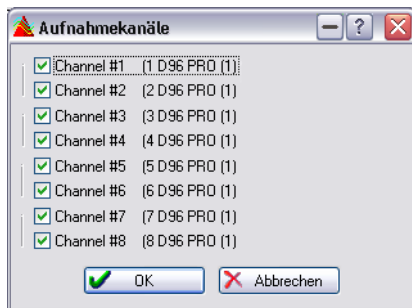 Aufnahmekanäle
Channel #1 (1 D96 PRO (1)
Channel #2 (2 D96 PRO (1)
Channel #3 (3 D96 PRO (1)
Channel #4 (4 D96 PRO (1)
Channel #5 (5 D96 PRO (1)
Channel #6 (6 D96 PRO (1)
Channel #7 (7 D96 PRO (1)
Channel #8 (8 D96 PRO (1)
OK Abbrechen